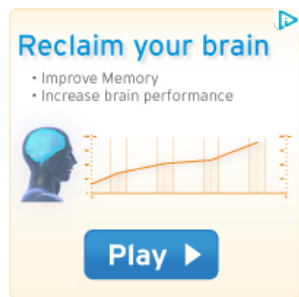 Reclaim your brain
• Improve Memory
• Increase brain performance
Play